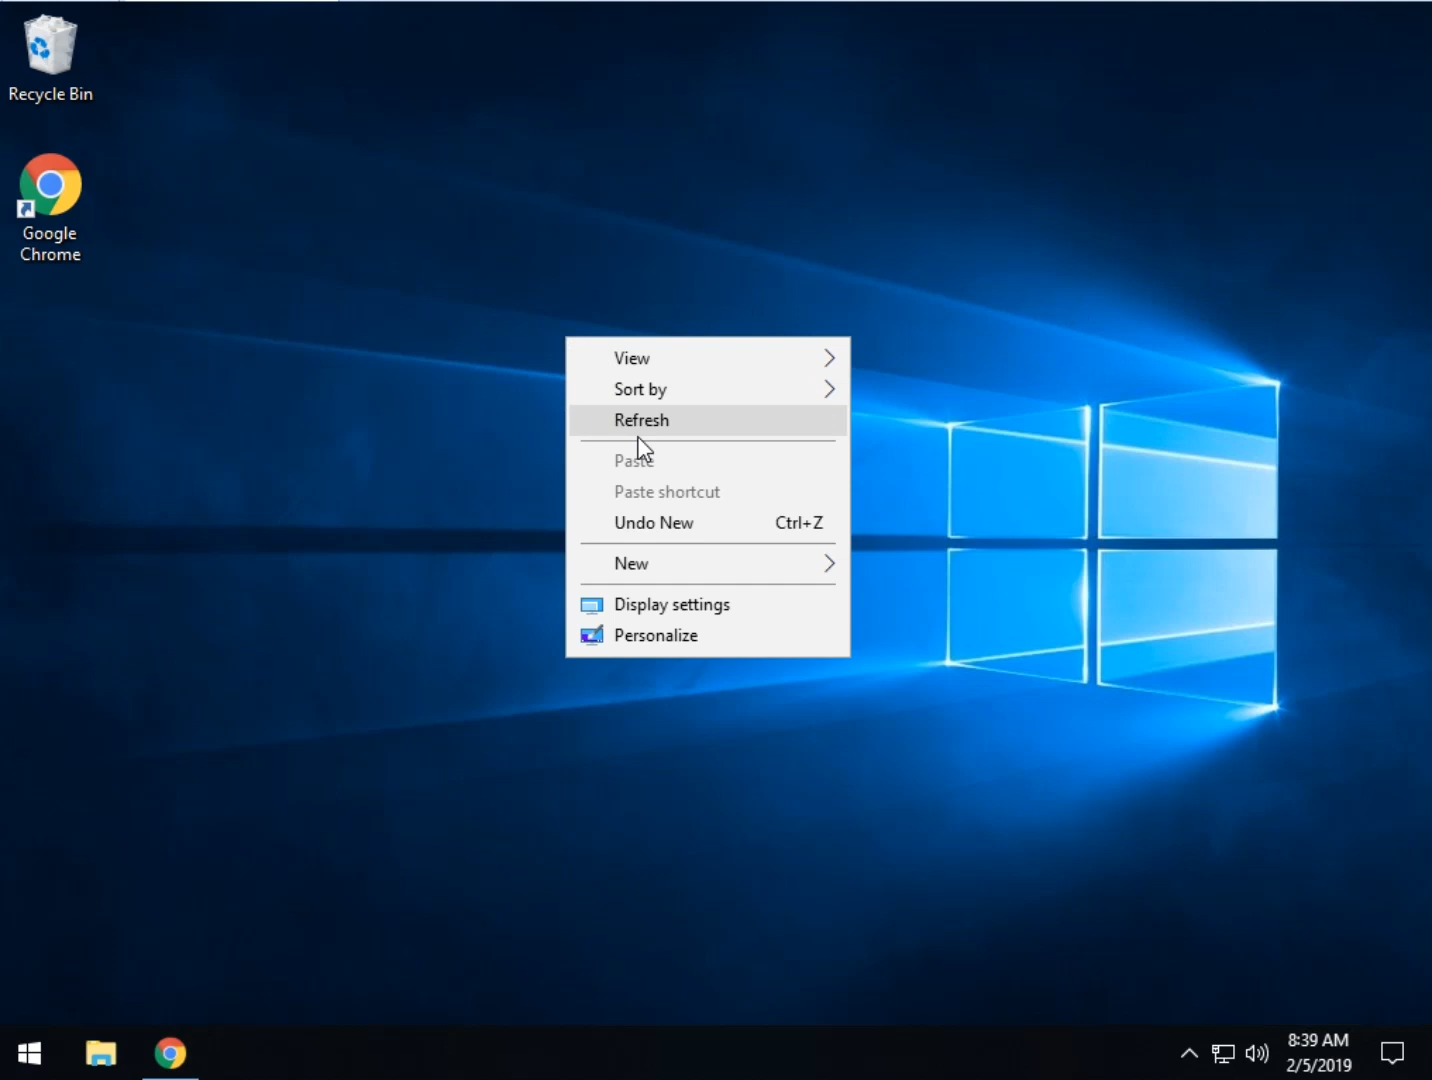 Recycle Bin
Google
Chrome
View
Sort by
Refresh
Paste
Paste shortcut
Undo New Ctrl+Z
New
Display settings
Personalize
8:39 AM
2/5/2019